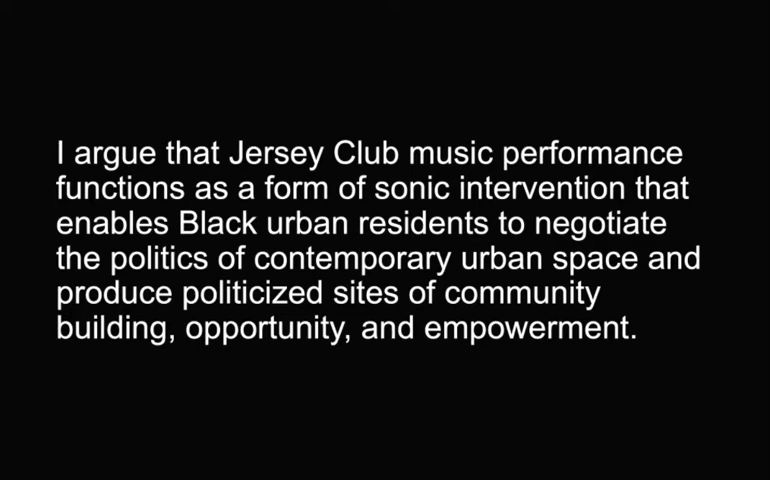 I argue that Jersey Club music performance
functions as a form of sonic intervention that
enables Black urban residents to negotiate
the politics of contemporary urban space and
produce politicized sites of community
building, opportunity, and empowerment.